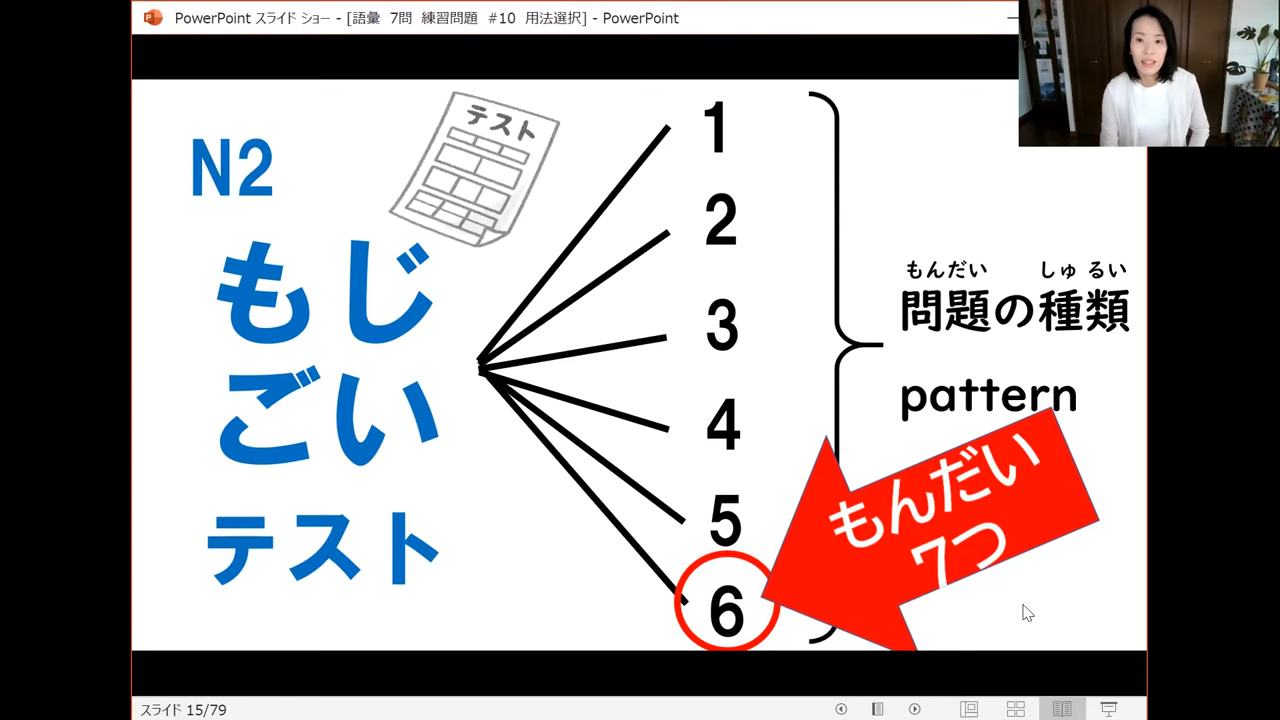 PowerPoint スライド ショー - [語彙 7問 練習問題 #10 用法選択] - PowerPoint
テスト
N2
もじ
ごい
テスト
1
2
3
4
5
6
もんだい しゅ るい
問題の種類
pattern
もんだい
7つ
スライド 15/79